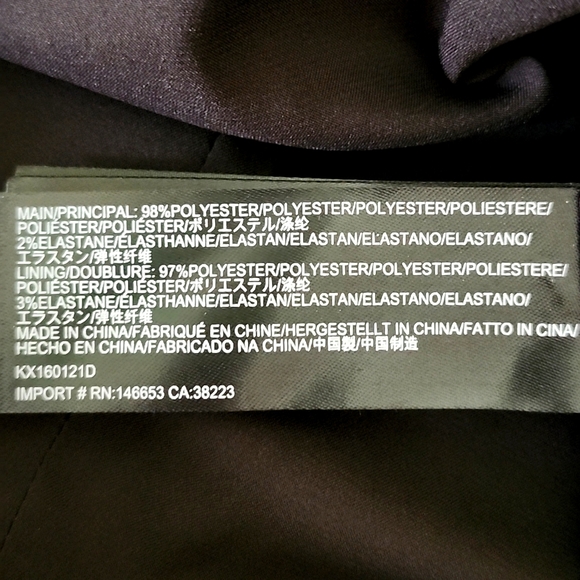 MAIN/PRINCIPAL: 98%POLYESTER/POLYESTER/POLYESTER/POLIESTERE/
POLIÉSTER/POLIÉSTER/ポリエステル/涤纶
2%ELASTANE/ÉLASTHANNE/ELASTAN/ELASTAN/ELASTANO/ELASTANO/
エラスタン/弹性纤维
LINING/DOUBLURE: 97%POLYESTER/POLYESTER/POLYESTER/POLIESTERE/
POLIÉSTER/POLIÉSTER/ポリエステル/涤纶
3%ELASTANE/ÉLASTHANNE/ELASTAN/ELASTAN/ELASTANO/ELASTANO/
エラスタン/弹性纤维
MADE IN CHINA/FABRIQUÉ EN CHINE/HERGESTELLT IN CHINA/FATTO IN CINA/
HECHO EN CHINA/FABRICADO NA CHINA/中国製/中国制造
KX160121D
IMPORT # RN:146653 CA:38223